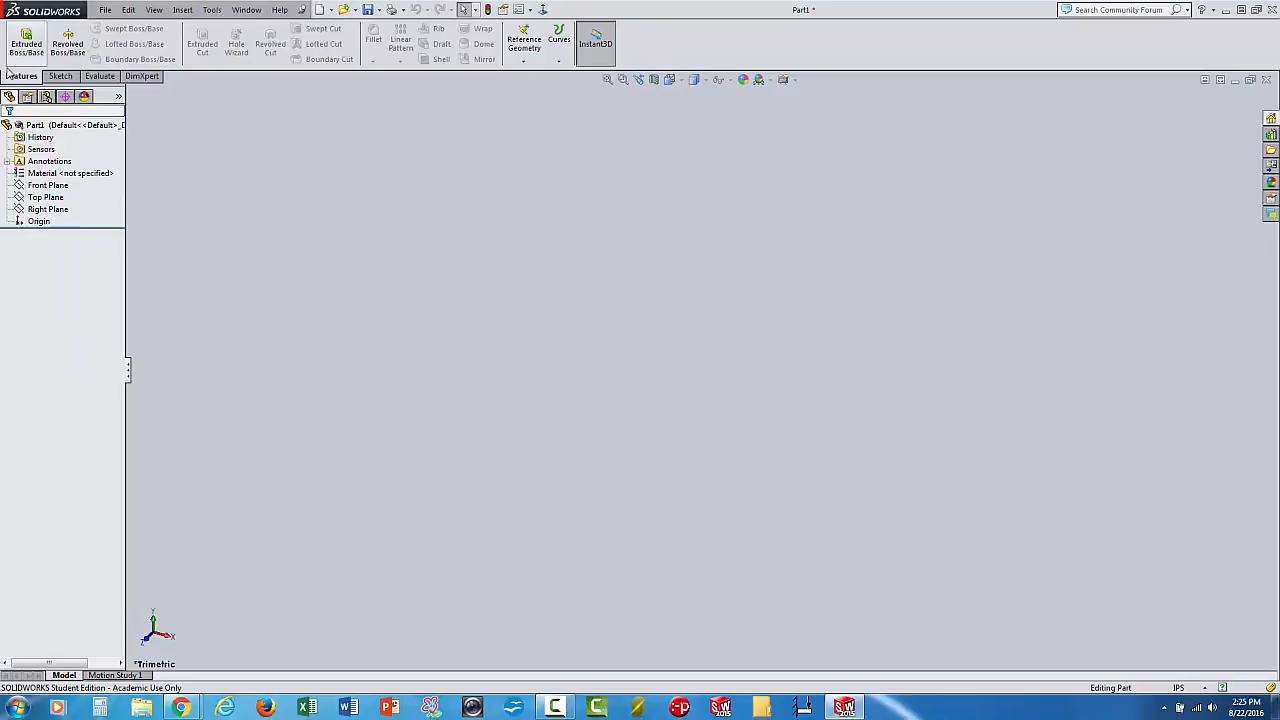 SOLIDWORKS File Edit View Insert Tools Window Help Part1 * Search Community Forum
Extruded Boss/Base
Revolved Boss/Base
Swept Boss/Base
Lofted Boss/Base
Boundary Boss/Base
Extruded Cut
Hole Wizard
Revolved Cut
Swept Cut
Lofted Cut
Boundary Cut
Fillet
Linear Pattern
Rib
Draft
Shell
Wrap
Dome
Mirror
Reference Geometry
Curves
Instant3D
atures Sketch Evaluate DimXpert
Part1 (Default<<Default>_D
History
Sensors
Annotations
Material <not specified>
Front Plane
Top Plane
Right Plane
Origin
Y
X
Z
*Trimetric
Model Motion Study 1
SOLIDWORKS Student Edition - Academic Use Only Editing Part IPS
2:25 PM
8/22/2016